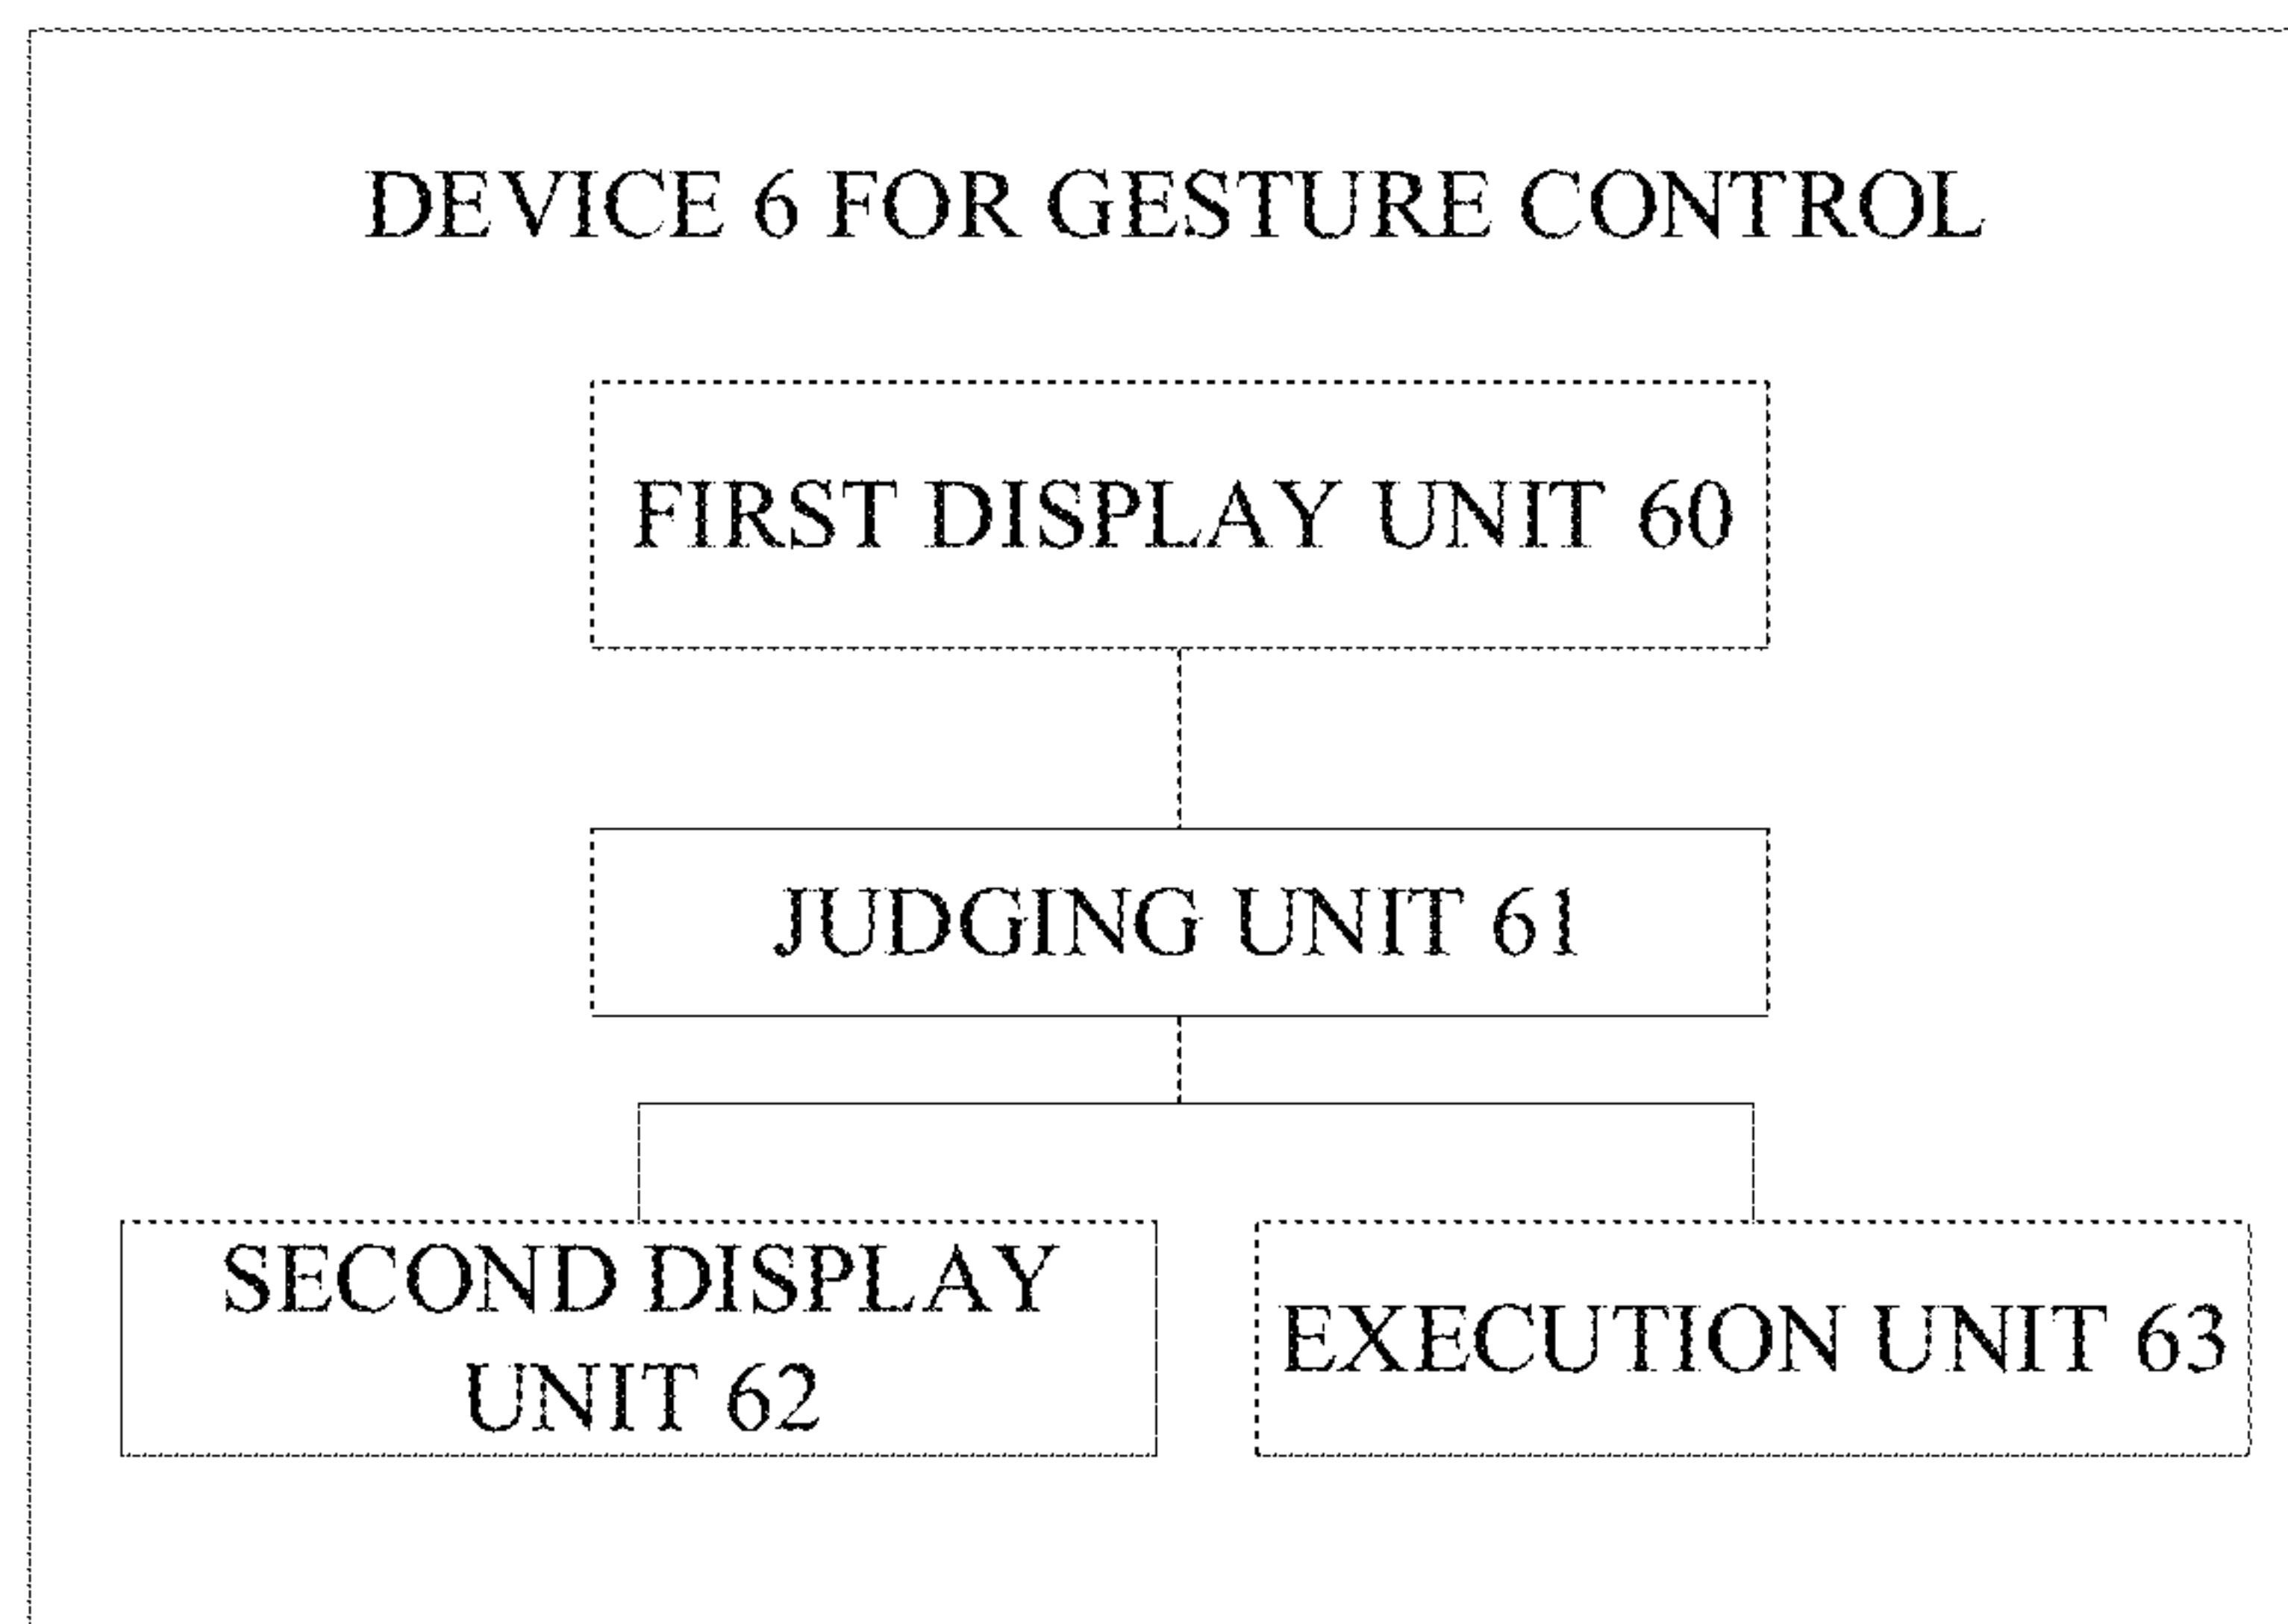 DEVICE 6 FOR GESTURE CONTROL
FIRST DISPLAY UNIT 60
JUDGING UNIT 61
SECOND DISPLAY
UNIT 62
EXECUTION UNIT 63